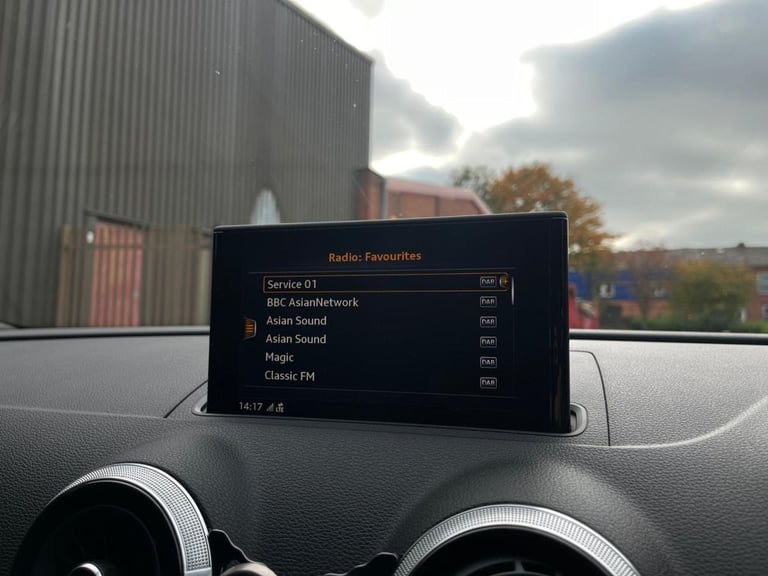 Radio: Favourites
Service 01 DAB
BBC AsianNetwork DAB
Asian Sound DAB
Asian Sound DAB
Magic DAB
Classic FM DAB
14:17 LTE